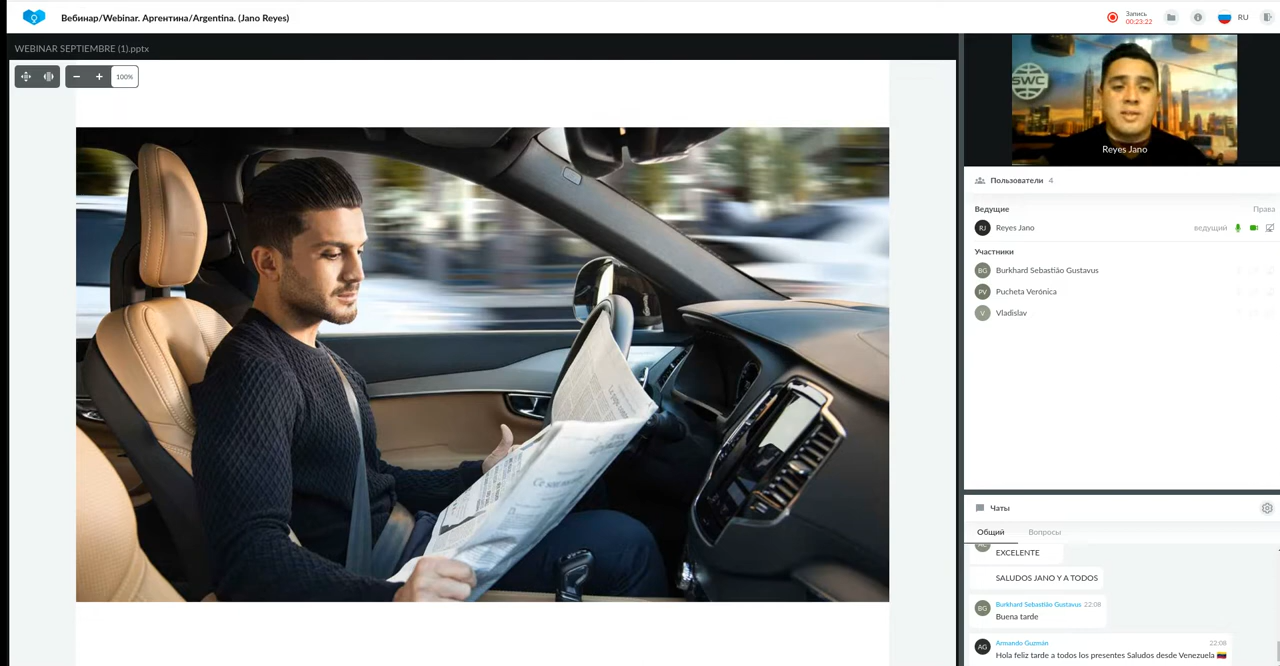 Вебинар/Webinar. Аргентина/Argentina. (Jano Reyes)
Запись
00:23:22
RU
WEBINAR SEPTIEMBRE (1).pptx
100%
SWC
Reyes Jano
Пользователи 4
Ведущие Права
RJ Reyes Jano ведущий
Участники
BG Burkhard Sebastião Gustavus
PV Pucheta Verónica
V Vladislav
Чаты
Общий Вопросы
EXCELENTE
SALUDOS JANO Y A TODOS
BG Burkhard Sebastião Gustavus 22:08
Buena tarde
AG Armando Guzmán 22:08
Hola feliz tarde a todos los presentes Saludos desde Venezuela 🇻🇪